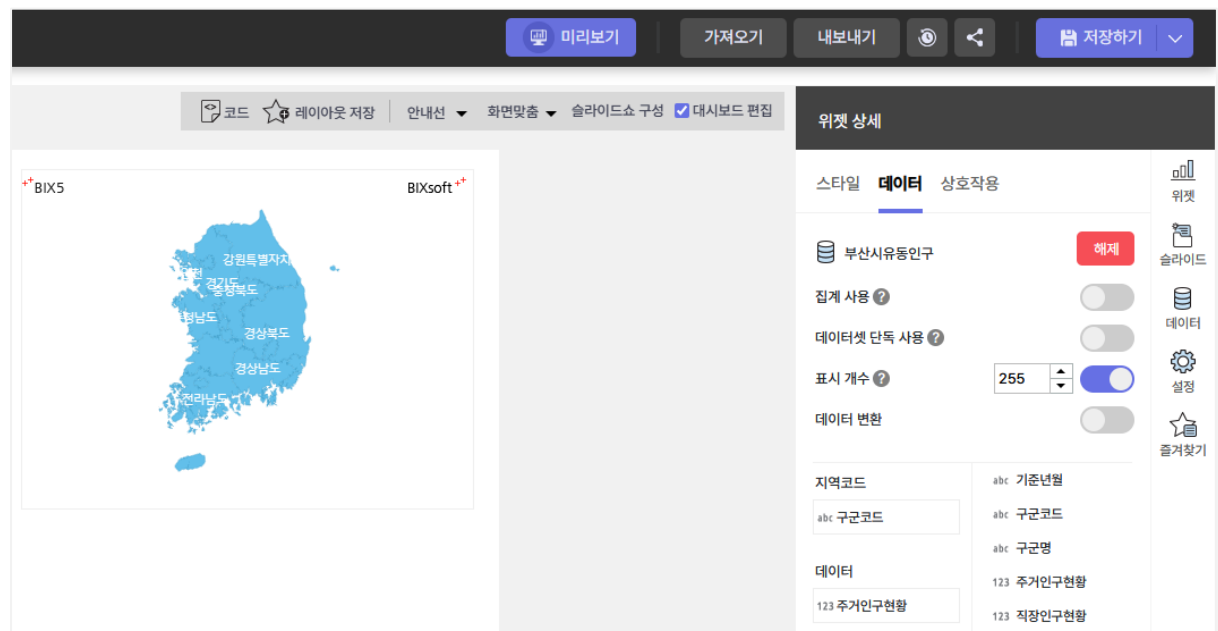 미리보기
가져오기
내보내기
저장하기
코드
레이아웃 저장
안내선
화면맞춤
슬라이드쇼 구성
대시보드 편집
위젯 상세
BIX5
BIXsoft
강원특별자치
경기도
충청북도
경상북도
경상남도
전라남도
스타일
데이터
상호작용
부산시유동인구
해제
집계 사용 ?
데이터셋 단독 사용 ?
표시 개수 ?
255
데이터 변환
지역코드
abc 구군코드
데이터
123 주거인구현황
abc 기준년월
abc 구군코드
abc 구군명
123 주거인구현황
123 직장인구현황
위젯
슬라이드
데이터
설정
즐겨찾기